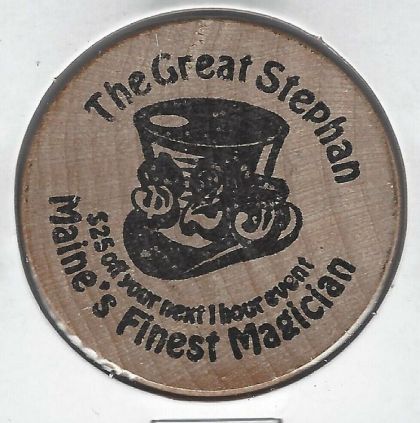 The Great Stephan
$25 off your next 1 hour event
Maine's Finest Magician